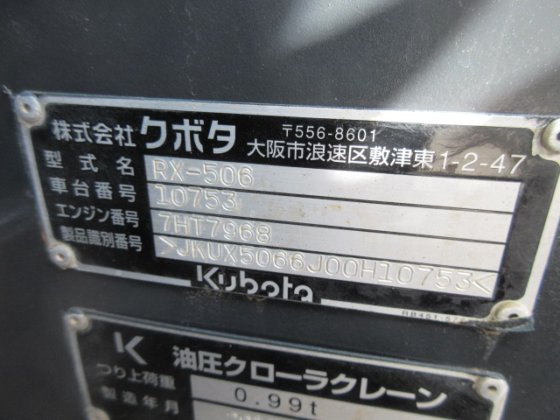 株式会社 クボタ 〒556-8601
大阪市浪速区敷津東1-2-47
型式名 RX-506
車台番号 10753
エンジン番号 7HT7968
製品識別番号 >JKUX5066J00H10753<
Kubota
K 油圧クローラクレーン
つり上荷重 0.99t
製造年月